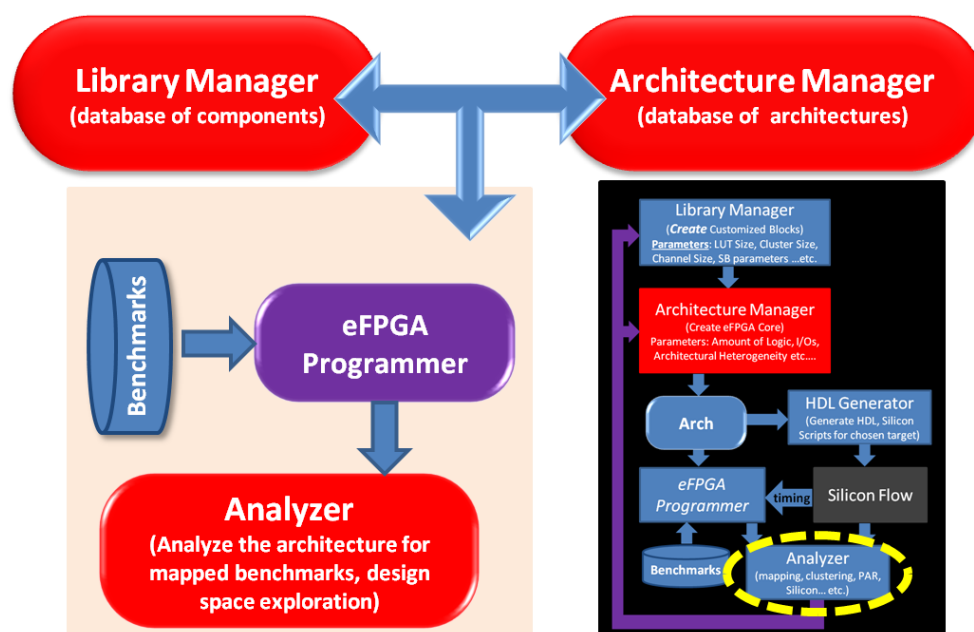 Library Manager
(database of components)
Architecture Manager
(database of architectures)
Benchmarks
eFPGA
Programmer
Analyzer
(Analyze the architecture for
mapped benchmarks, design
space exploration)
Library Manager
(Create Customized Blocks)
Parameters: LUT Size, Cluster Size,
Channel Size, SB parameters ...etc.
Architecture Manager
(Create eFPGA Core)
Parameters: Amount of Logic, I/Os,
Architectural Heterogeneity etc....
Arch
HDL Generator
(Generate HDL, Silicon
Scripts for chosen target)
eFPGA
Programmer
timing
Silicon Flow
Benchmarks
Analyzer
(mapping, clustering, PAR,
Silicon... etc.)